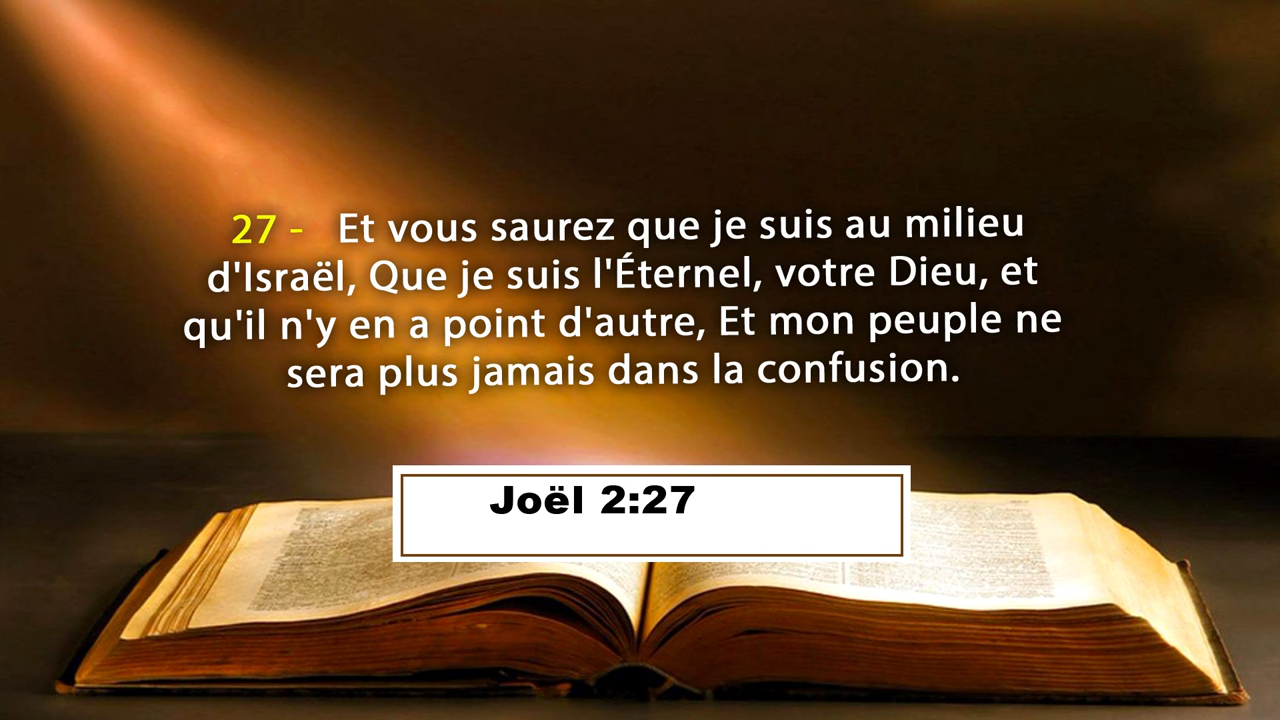 27 - Et vous saurez que je suis au milieu
d'Israël, Que je suis l'Éternel, votre Dieu, et
qu'il n'y en a point d'autre, Et mon peuple ne
sera plus jamais dans la confusion.
Joël 2:27